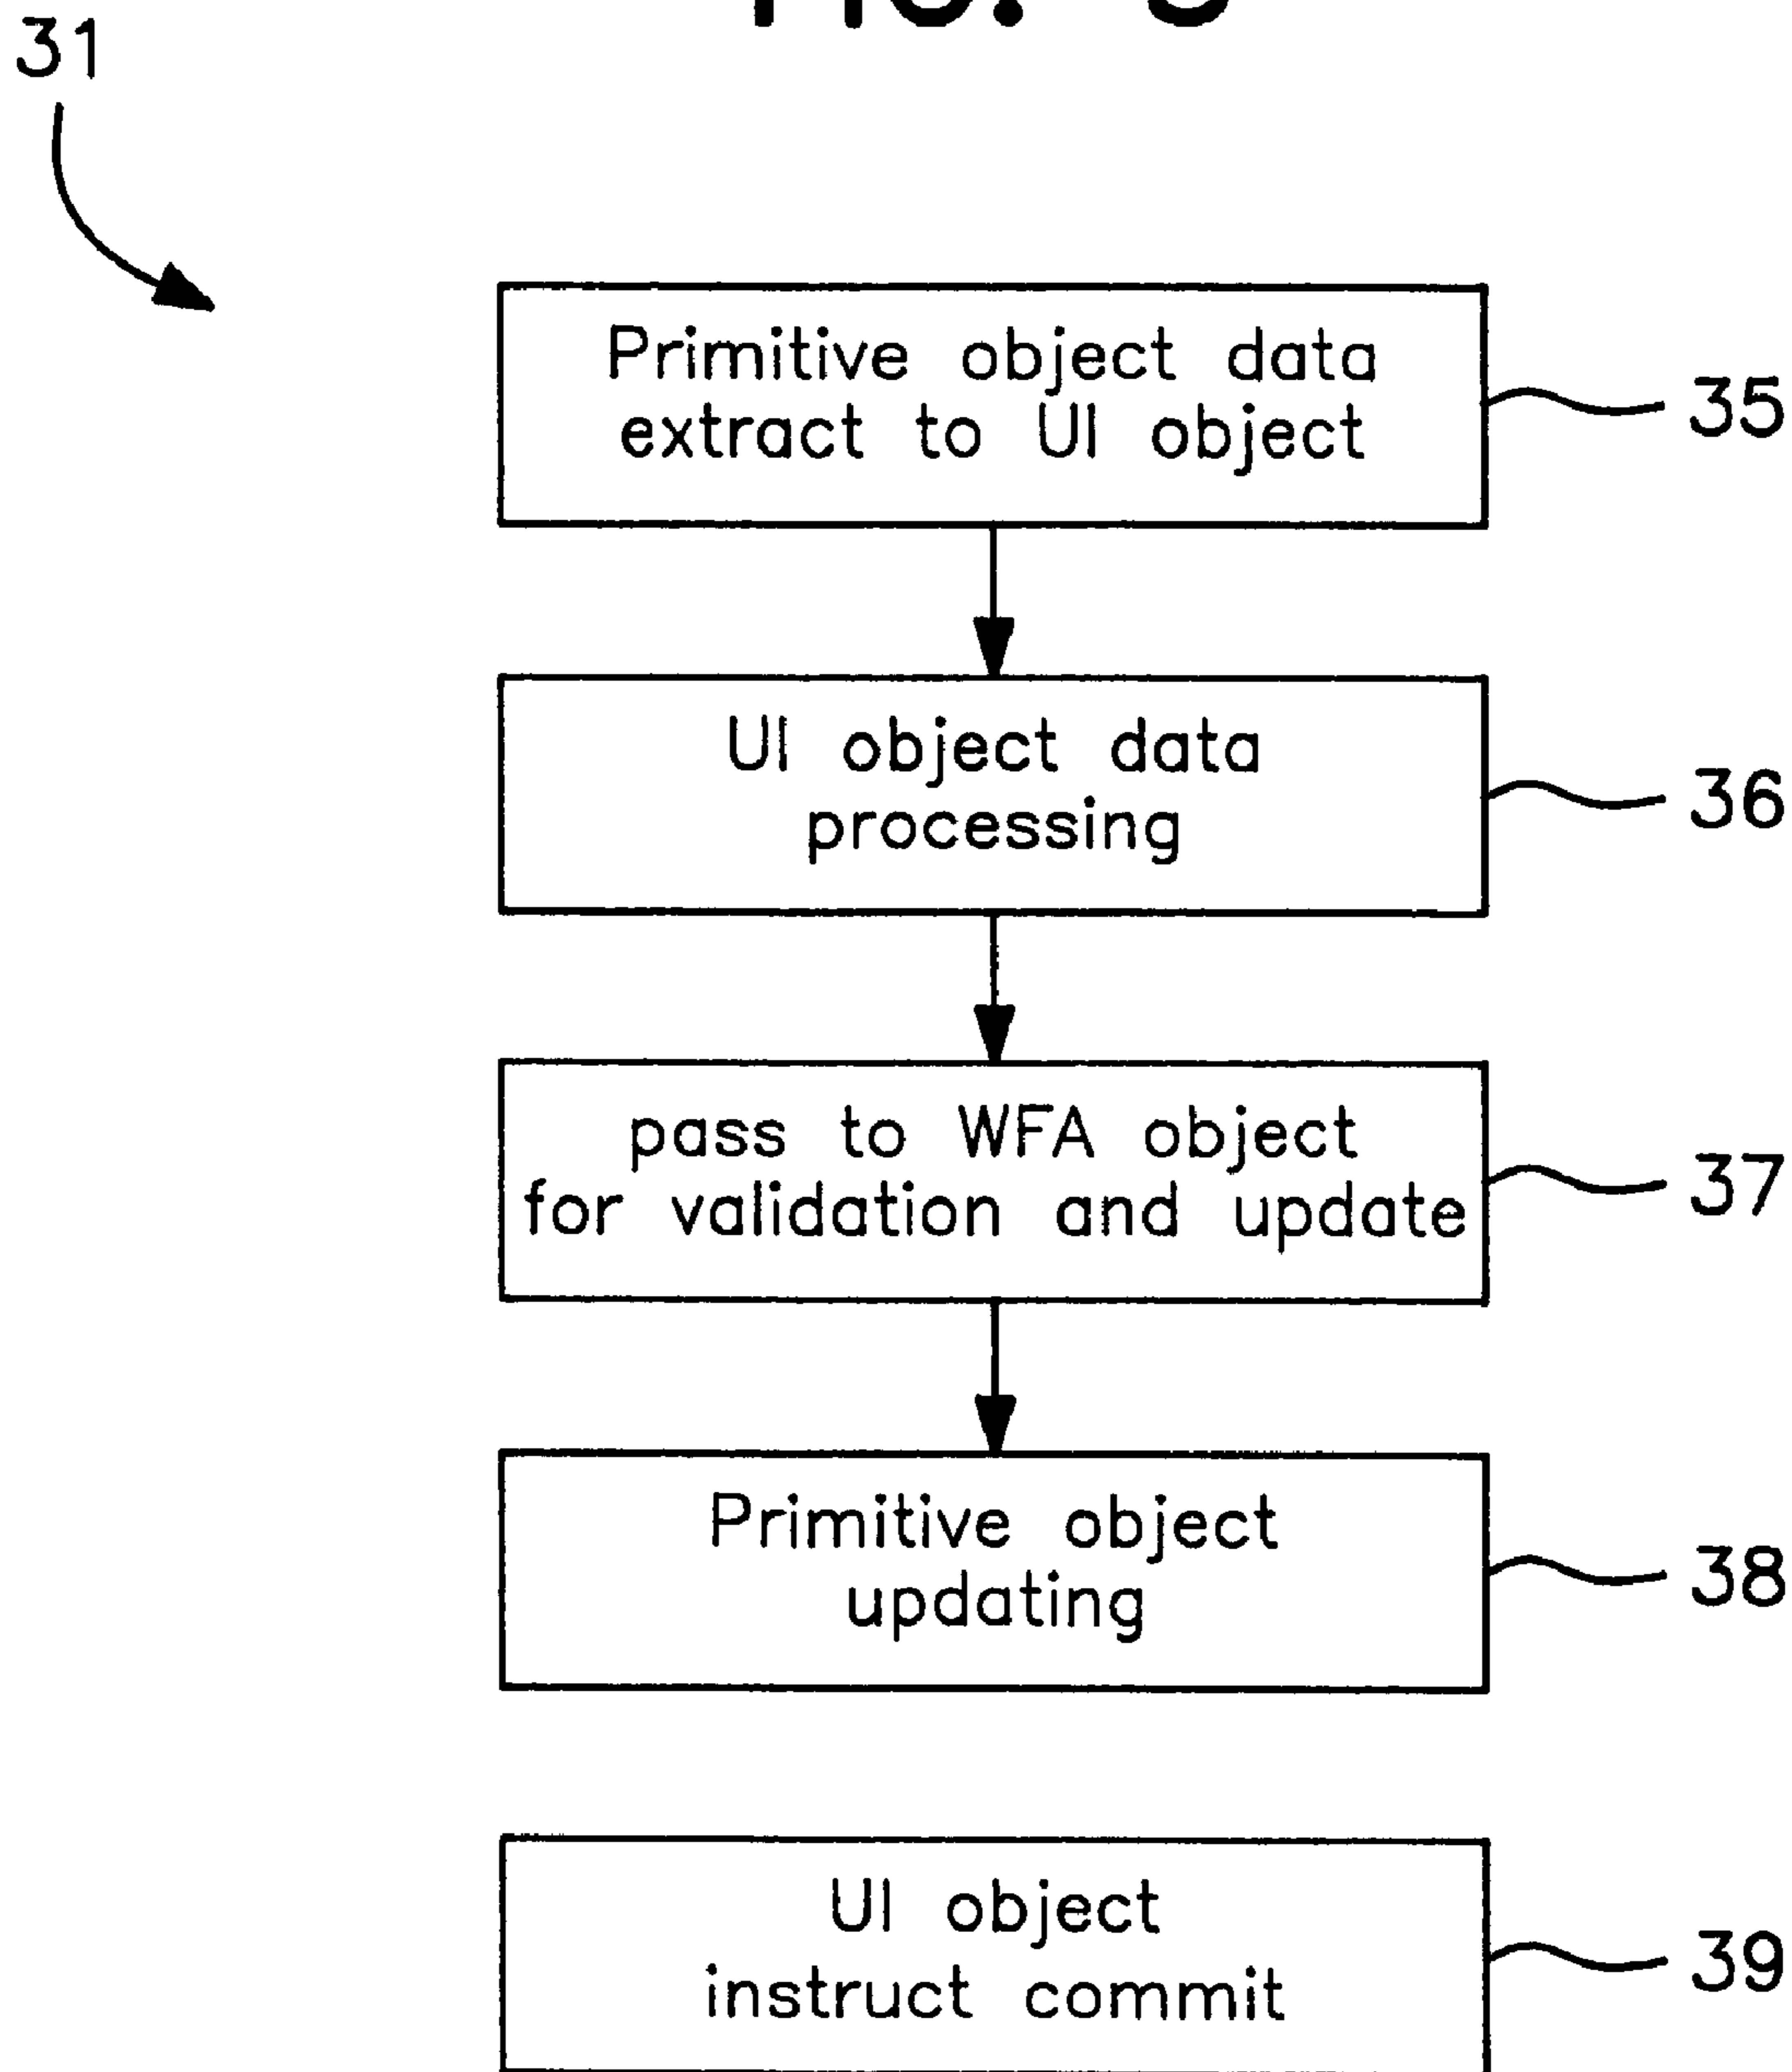 31
Primitive object data
extract to UI object
35
UI object data
processing
36
pass to WFA object
for validation and update
37
Primitive object
updating
38
UI object
instruct commit
39